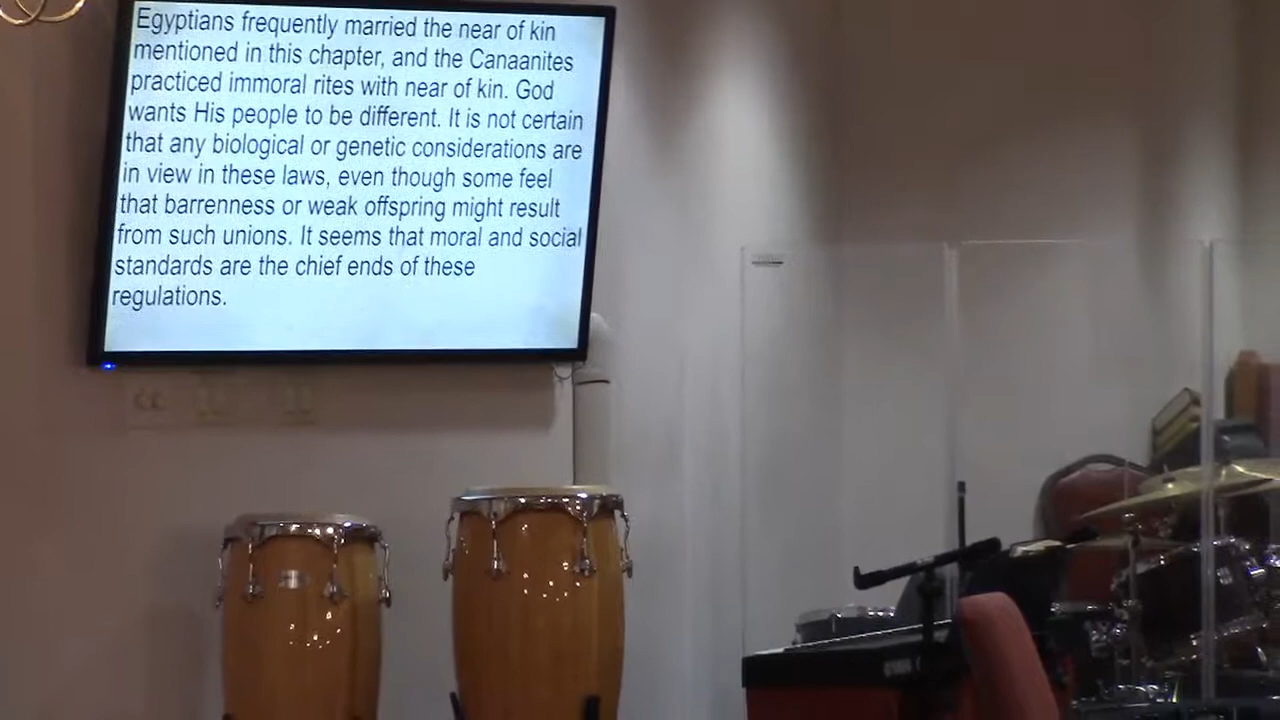 Egyptians frequently married the near of kin
mentioned in this chapter, and the Canaanites
practiced immoral rites with near of kin. God
wants His people to be different. It is not certain
that any biological or genetic considerations are
in view in these laws, even though some feel
that barrenness or weak offspring might result
from such unions. It seems that moral and social
standards are the chief ends of these
regulations.